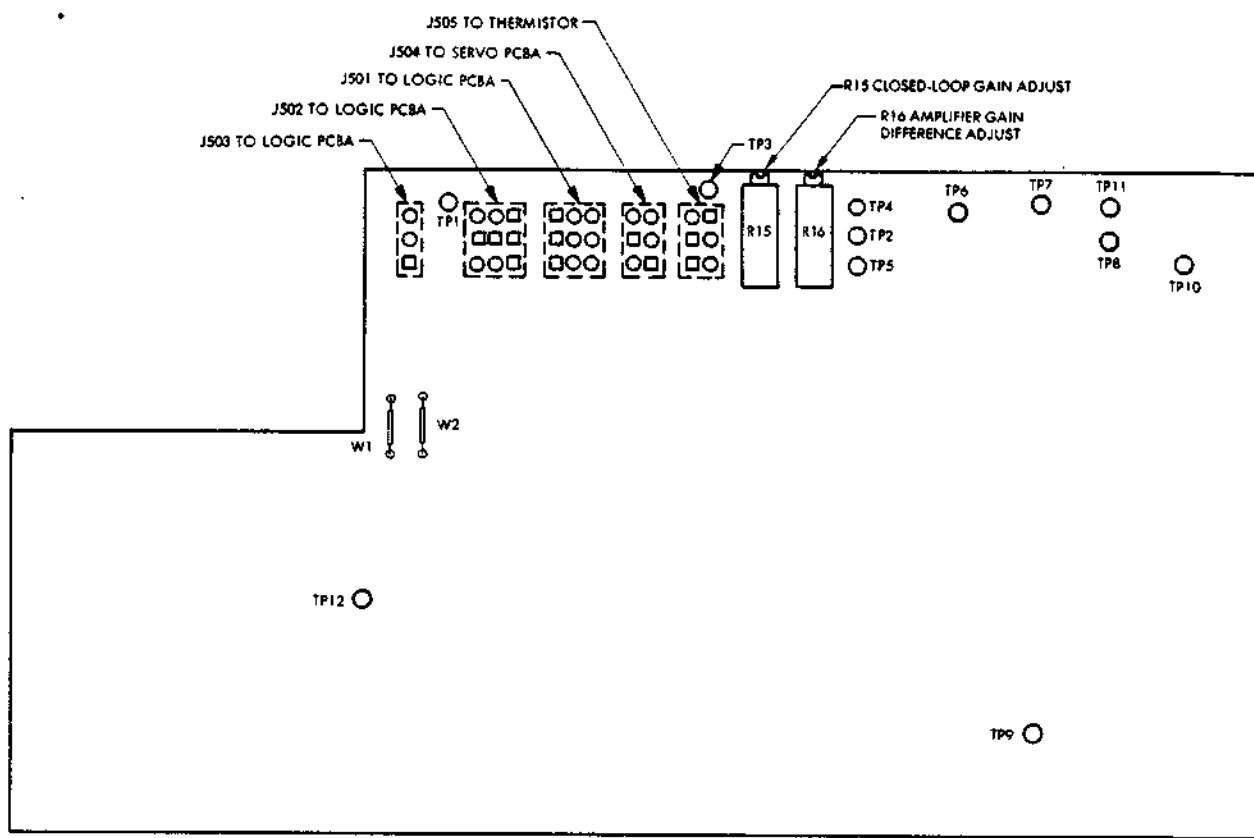 J505 TO THERMISTOR
J504 TO SERVO PCBA
J501 TO LOGIC PCBA
J502 TO LOGIC PCBA
J503 TO LOGIC PCBA
R15 CLOSED-LOOP GAIN ADJUST
R16 AMPLIFIER GAIN
DIFFERENCE ADJUST
TP3
TP1
R15
R16
TP4
TP2
TP5
TP6
TP7
TP11
TP8
TP10
W1
W2
TP12
TP9